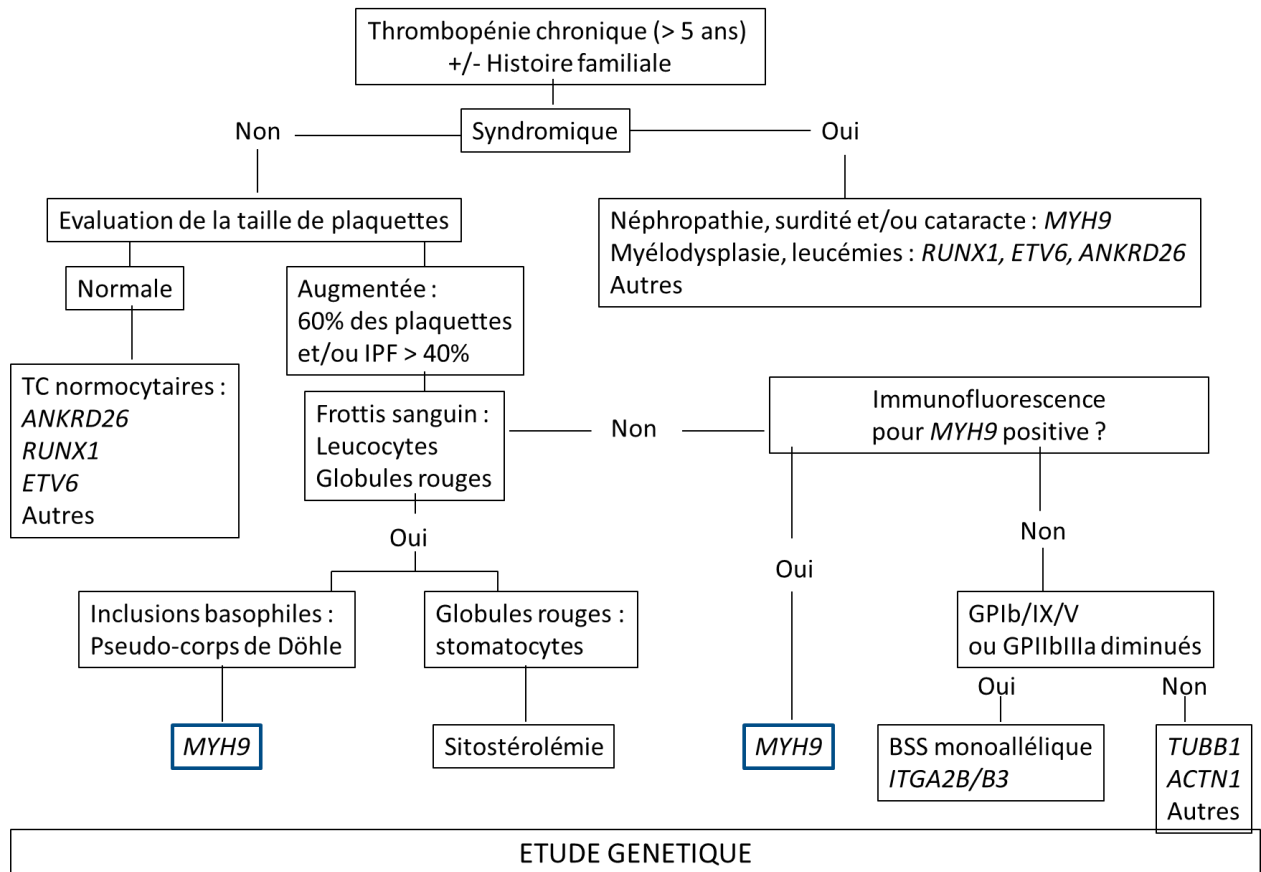 Thrombopénie chronique (> 5 ans)
+/- Histoire familiale
Non
Syndromique
Oui
Evaluation de la taille de plaquettes
Néphropathie, surdité et/ou cataracte : MYH9
Myélodysplasie, leucémies : RUNX1, ETV6, ANKRD26
Autres
Normale
Augmentée :
60% des plaquettes
et/ou IPF > 40%
TC normocytaires :
ANKRD26
RUNX1
ETV6
Autres
Frottis sanguin :
Leucocytes
Globules rouges
Non
Immunofluorescence
pour MYH9 positive ?
Oui
Oui
Non
Inclusions basophiles :
Pseudo-corps de Döhle
Globules rouges :
stomatocytes
GPIb/IX/V
ou GPIIbIIIa diminués
Oui
Non
MYH9
Sitostérolémie
MYH9
BSS monoallélique
ITGA2B/B3
TUBB1
ACTN1
Autres
ETUDE GENETIQUE